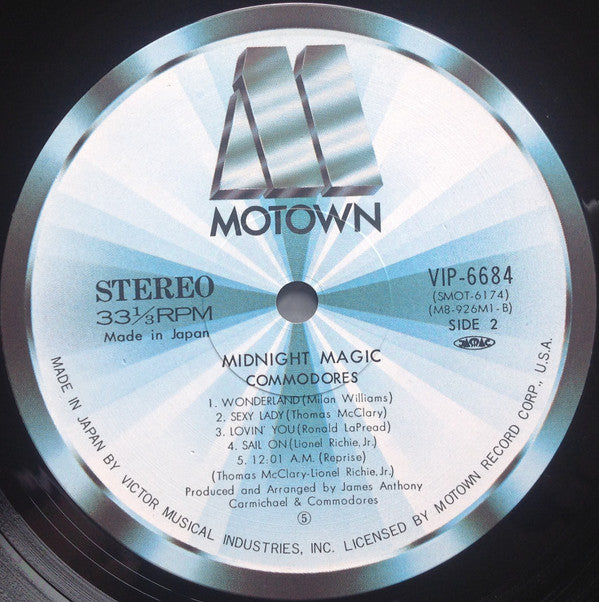 MOTOWN
STEREO
33⅓RPM
Made in Japan
VIP-6684
(SMOT-6174)
(M8-926M1-B)
SIDE 2
JASRAC
MIDNIGHT MAGIC
COMMODORES
1. WONDERLAND(Milan Williams)
2. SEXY LADY(Thomas McClary)
3. LOVIN' YOU(Ronald LaPread)
4. SAIL ON(Lionel Richie, Jr.)
5. 12.01 A.M.(Reprise)
(Thomas McClary-Lionel Richie, Jr.)
Produced and Arranged by James Anthony
Carmichael & Commodores
⑤
MADE IN JAPAN BY VICTOR MUSICAL INDUSTRIES, INC. LICENSED BY MOTOWN RECORD CORP., U.S.A.